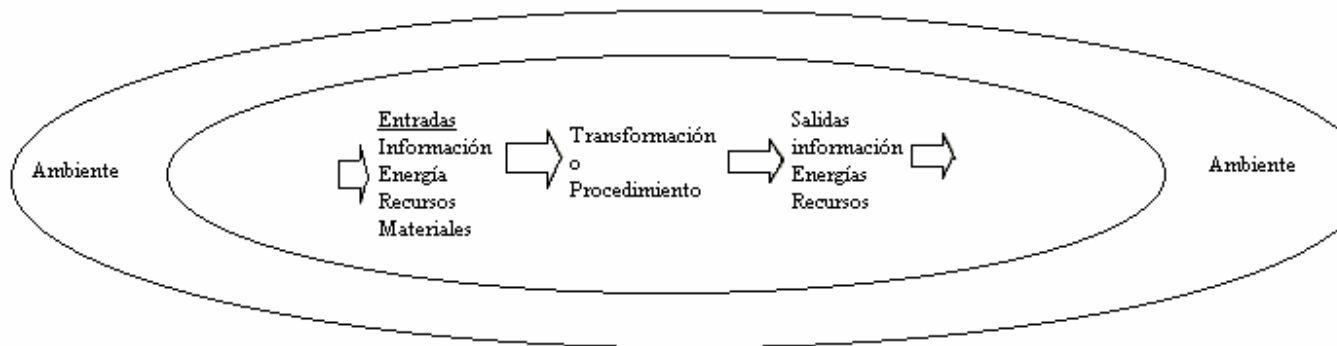 Ambiente
Entradas
Información
Energía
Recursos
Materiales
Transformación
o
Procedimiento
Salidas
información
Energías
Recursos
Ambiente